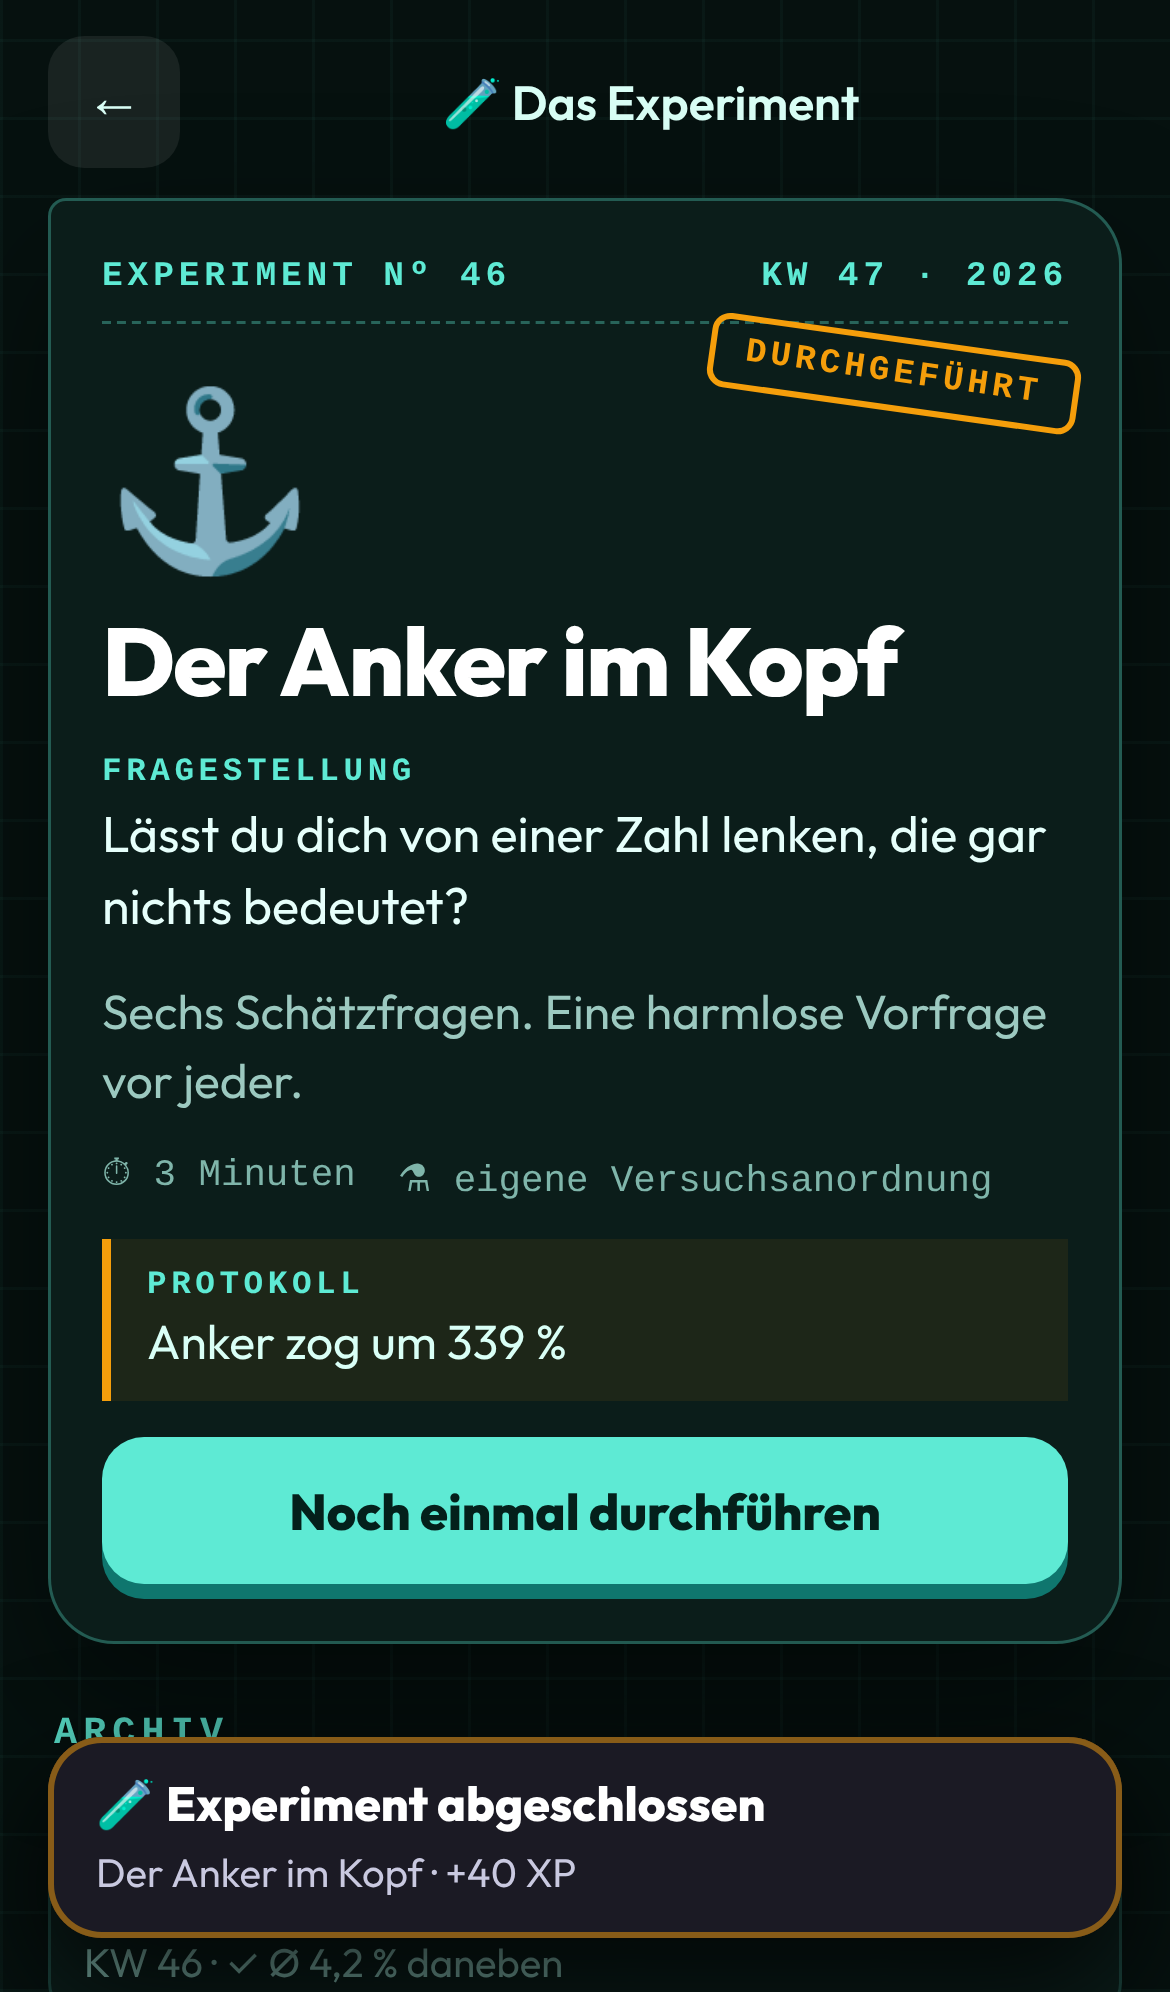 ←
🧪 Das Experiment
EXPERIMENT Nº 46
KW 47 · 2026
DURCHGEFÜHRT
Der Anker im Kopf
FRAGESTELLUNG
Lässt du dich von einer Zahl lenken, die gar
nichts bedeutet?
Sechs Schätzfragen. Eine harmlose Vorfrage
vor jeder.
⏱ 3 Minuten ⚗ eigene Versuchsanordnung
PROTOKOLL
Anker zog um 339 %
Noch einmal durchführen
ARCHIV
🧪 Experiment abgeschlossen
Der Anker im Kopf · +40 XP
KW 46 · ✓ Ø 4,2 % daneben